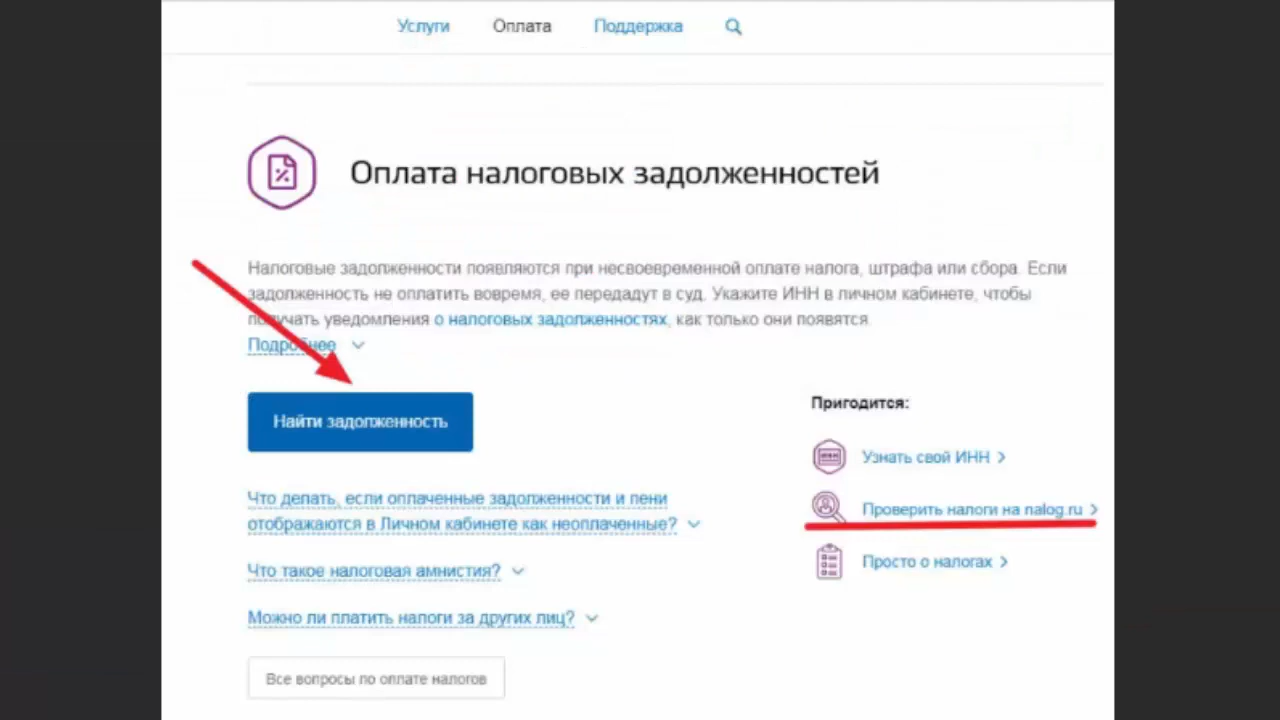 Услуги Оплата Поддержка
Оплата налоговых задолженностей
Налоговые задолженности появляются при несвоевременной оплате налога, штрафа или сбора. Если
задолженность не оплатить вовремя, ее передадут в суд. Укажите ИНН в личном кабинете, чтобы
получать уведомления о налоговых задолженностях, как только они появятся.
Подробнее
Найти задолженность
Что делать, если оплаченные задолженности и пени
отображаются в Личном кабинете как неоплаченные?
Что такое налоговая амнистия?
Можно ли платить налоги за других лиц?
Все вопросы по оплате налогов
Пригодится:
Узнать свой ИНН
Проверить налоги на nalog.ru
Просто о налогах